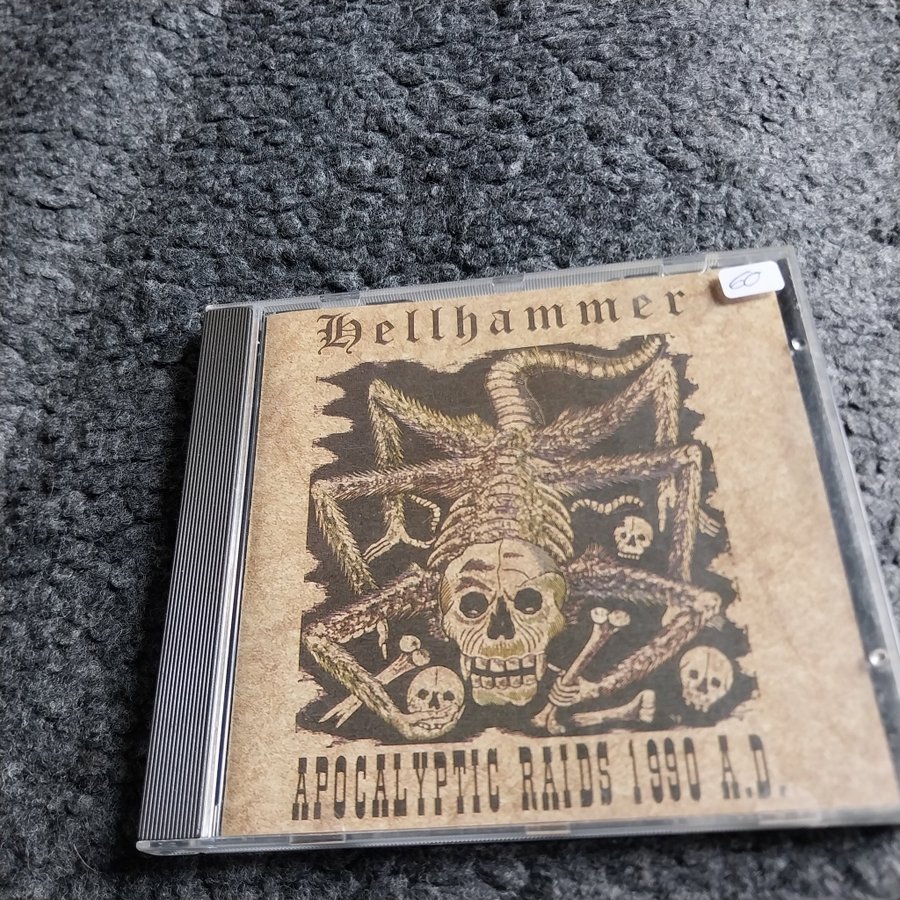 60
Hellhammer
APOCALYPTIC RAIDS 1990 A.D.